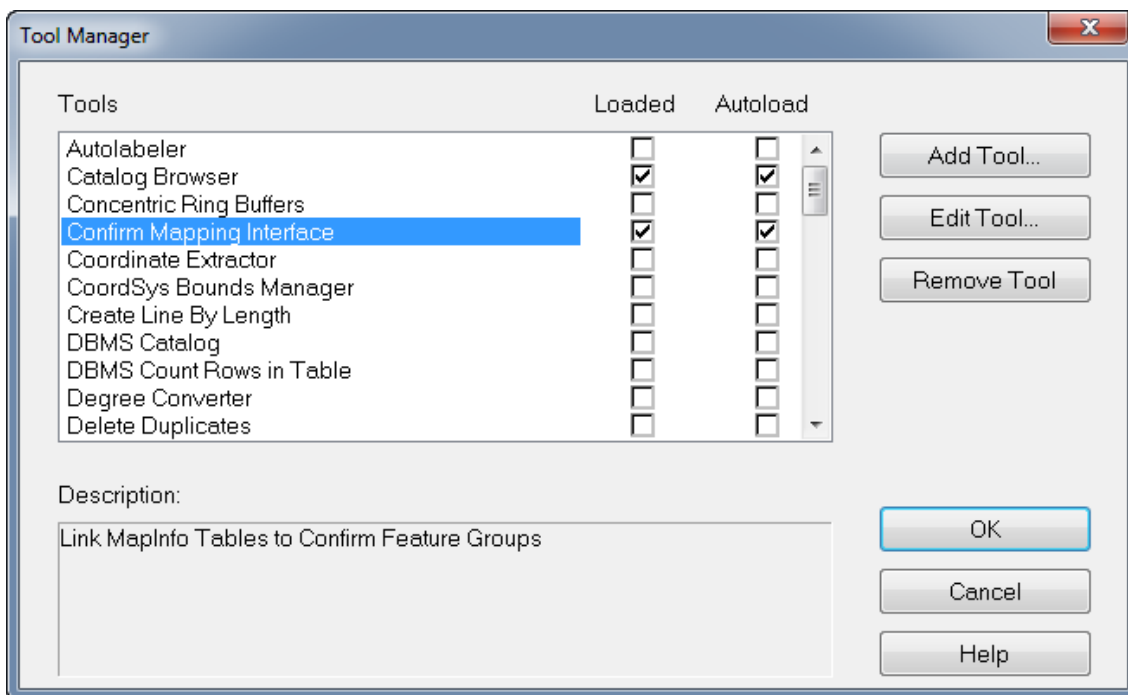 Tool Manager
Tools Loaded Autoload
Autolabeler
Catalog Browser
Concentric Ring Buffers
Confirm Mapping Interface
Coordinate Extractor
CoordSys Bounds Manager
Create Line By Length
DBMS Catalog
DBMS Count Rows in Table
Degree Converter
Delete Duplicates
Add Tool...
Edit Tool...
Remove Tool
Description:
Link MapInfo Tables to Confirm Feature Groups
OK
Cancel
Help